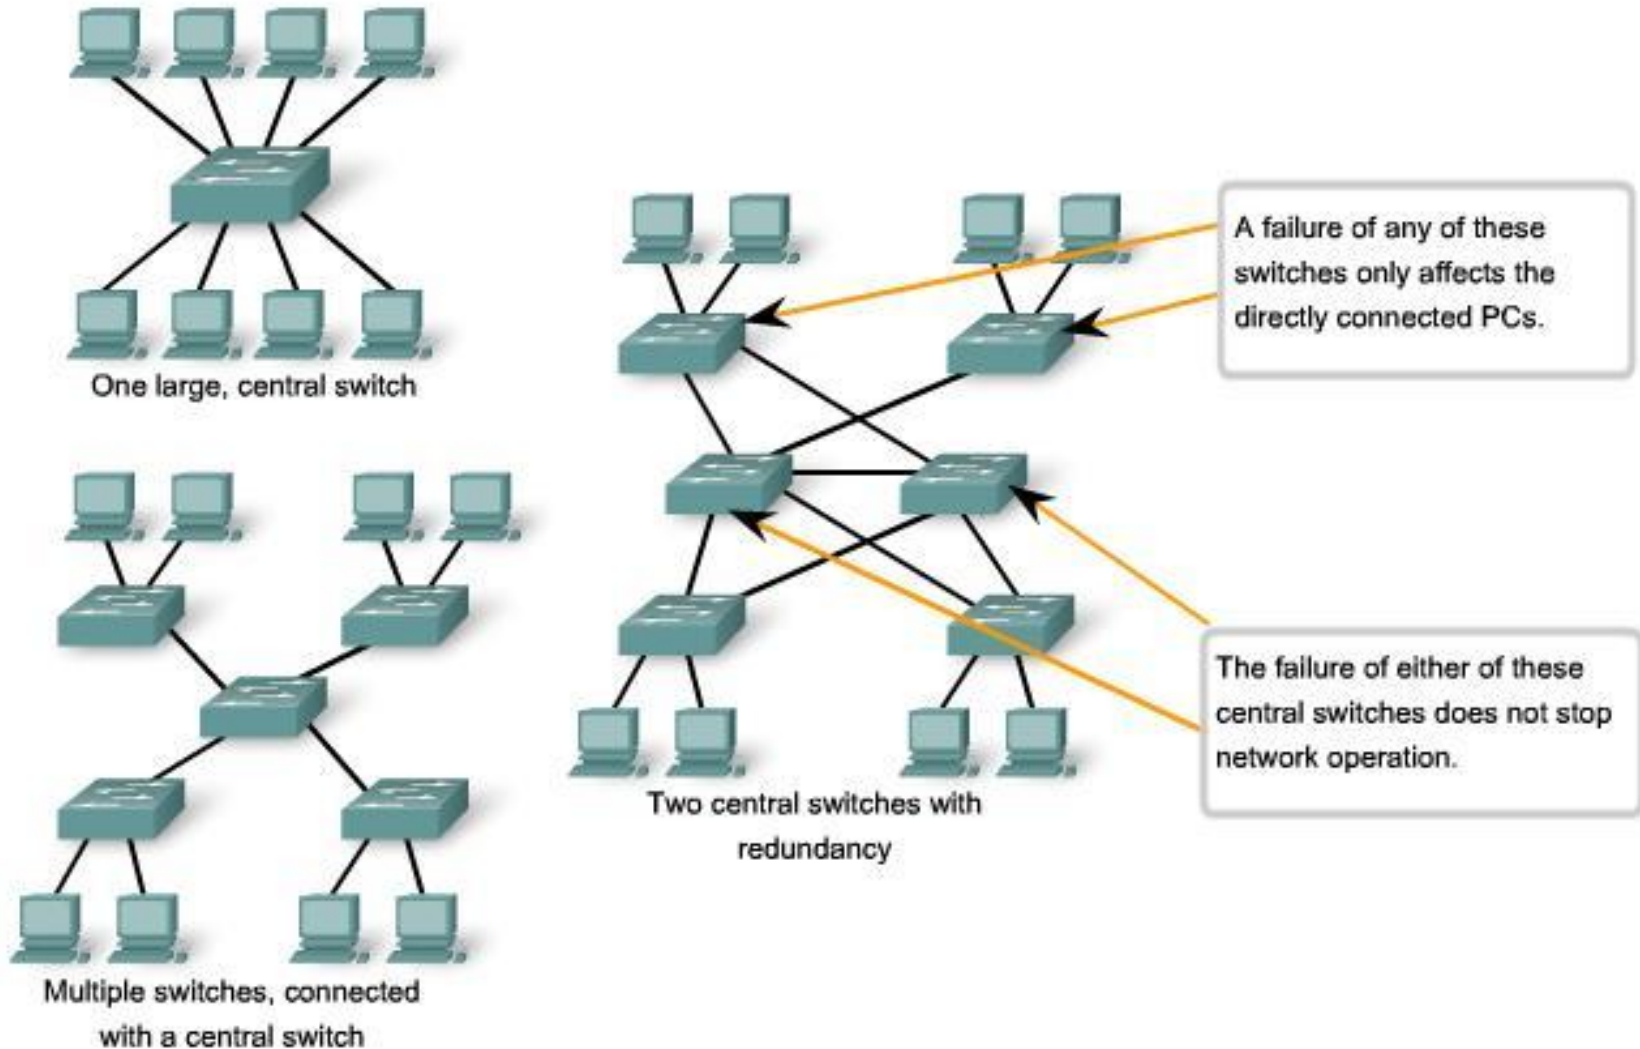 One large, central switch
Multiple switches, connected
with a central switch
A failure of any of these
switches only affects the
directly connected PCs.
The failure of either of these
central switches does not stop
network operation.
Two central switches with
redundancy